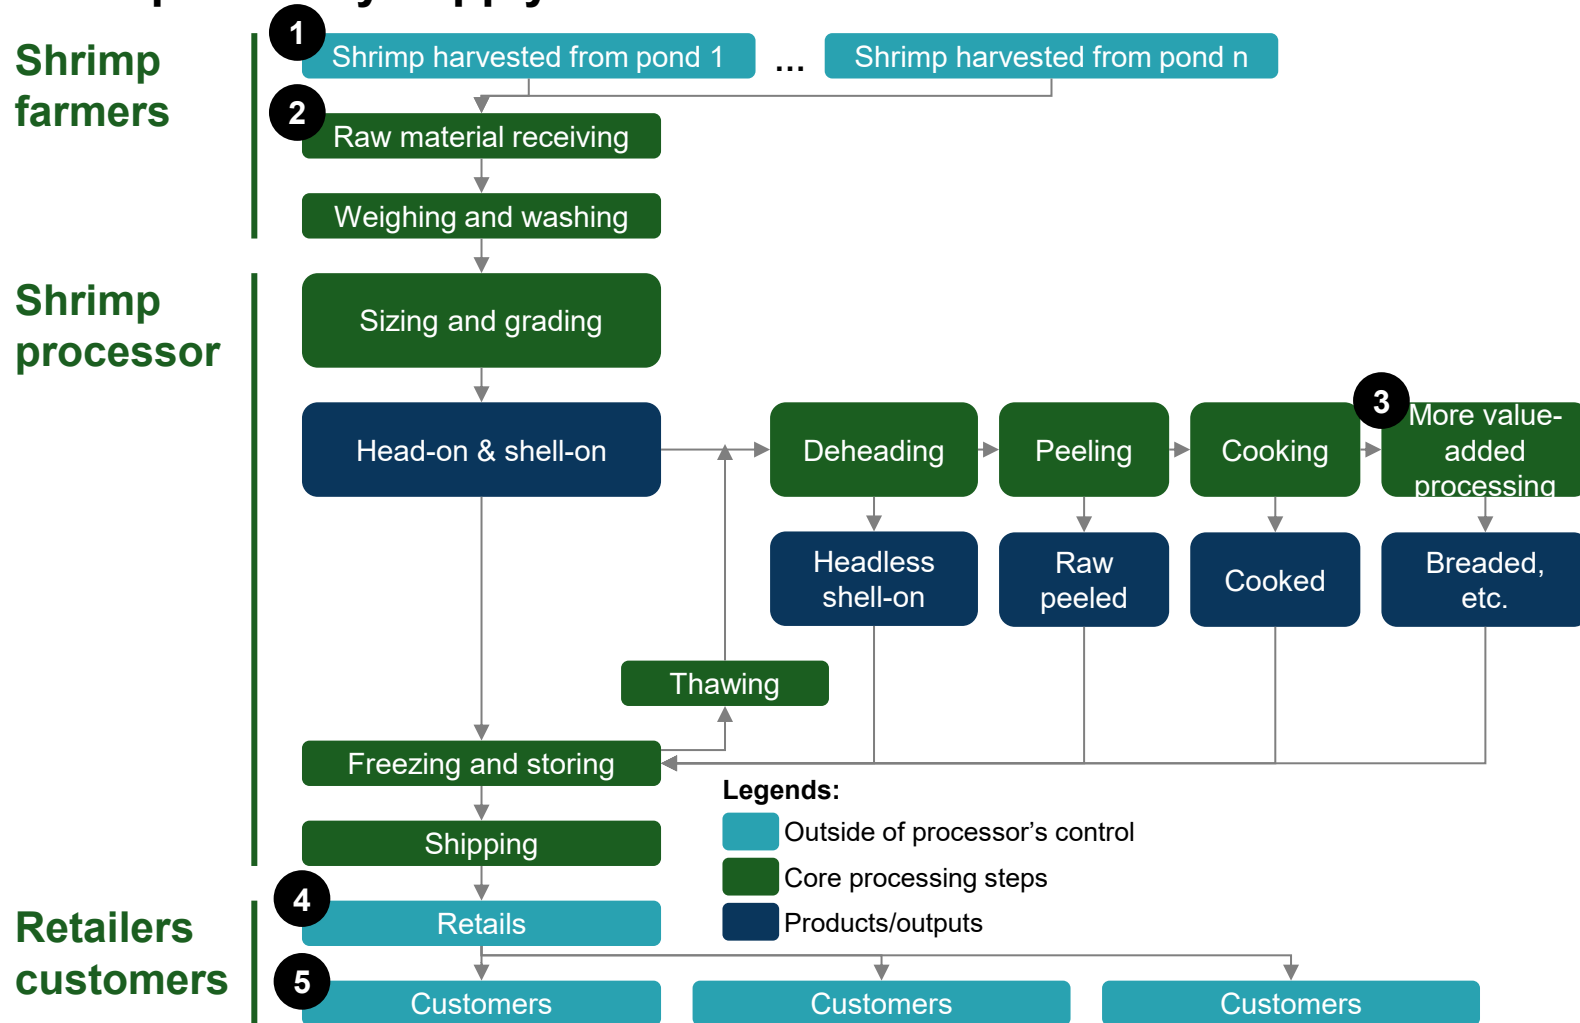 1
Shrimp
farmers
Shrimp harvested from pond 1
...
Shrimp harvested from pond n
2
Raw material receiving
Weighing and washing
Shrimp
processor
Sizing and grading
Head-on & shell-on
Deheading
Peeling
Cooking
3
More value-
added
processing
Headless
shell-on
Raw
peeled
Cooked
Breaded,
etc.
Thawing
Freezing and storing
Shipping
Legends:
Outside of processor's control
Core processing steps
Products/outputs
Retailers
customers
4
Retails
5
Customers
Customers
Customers